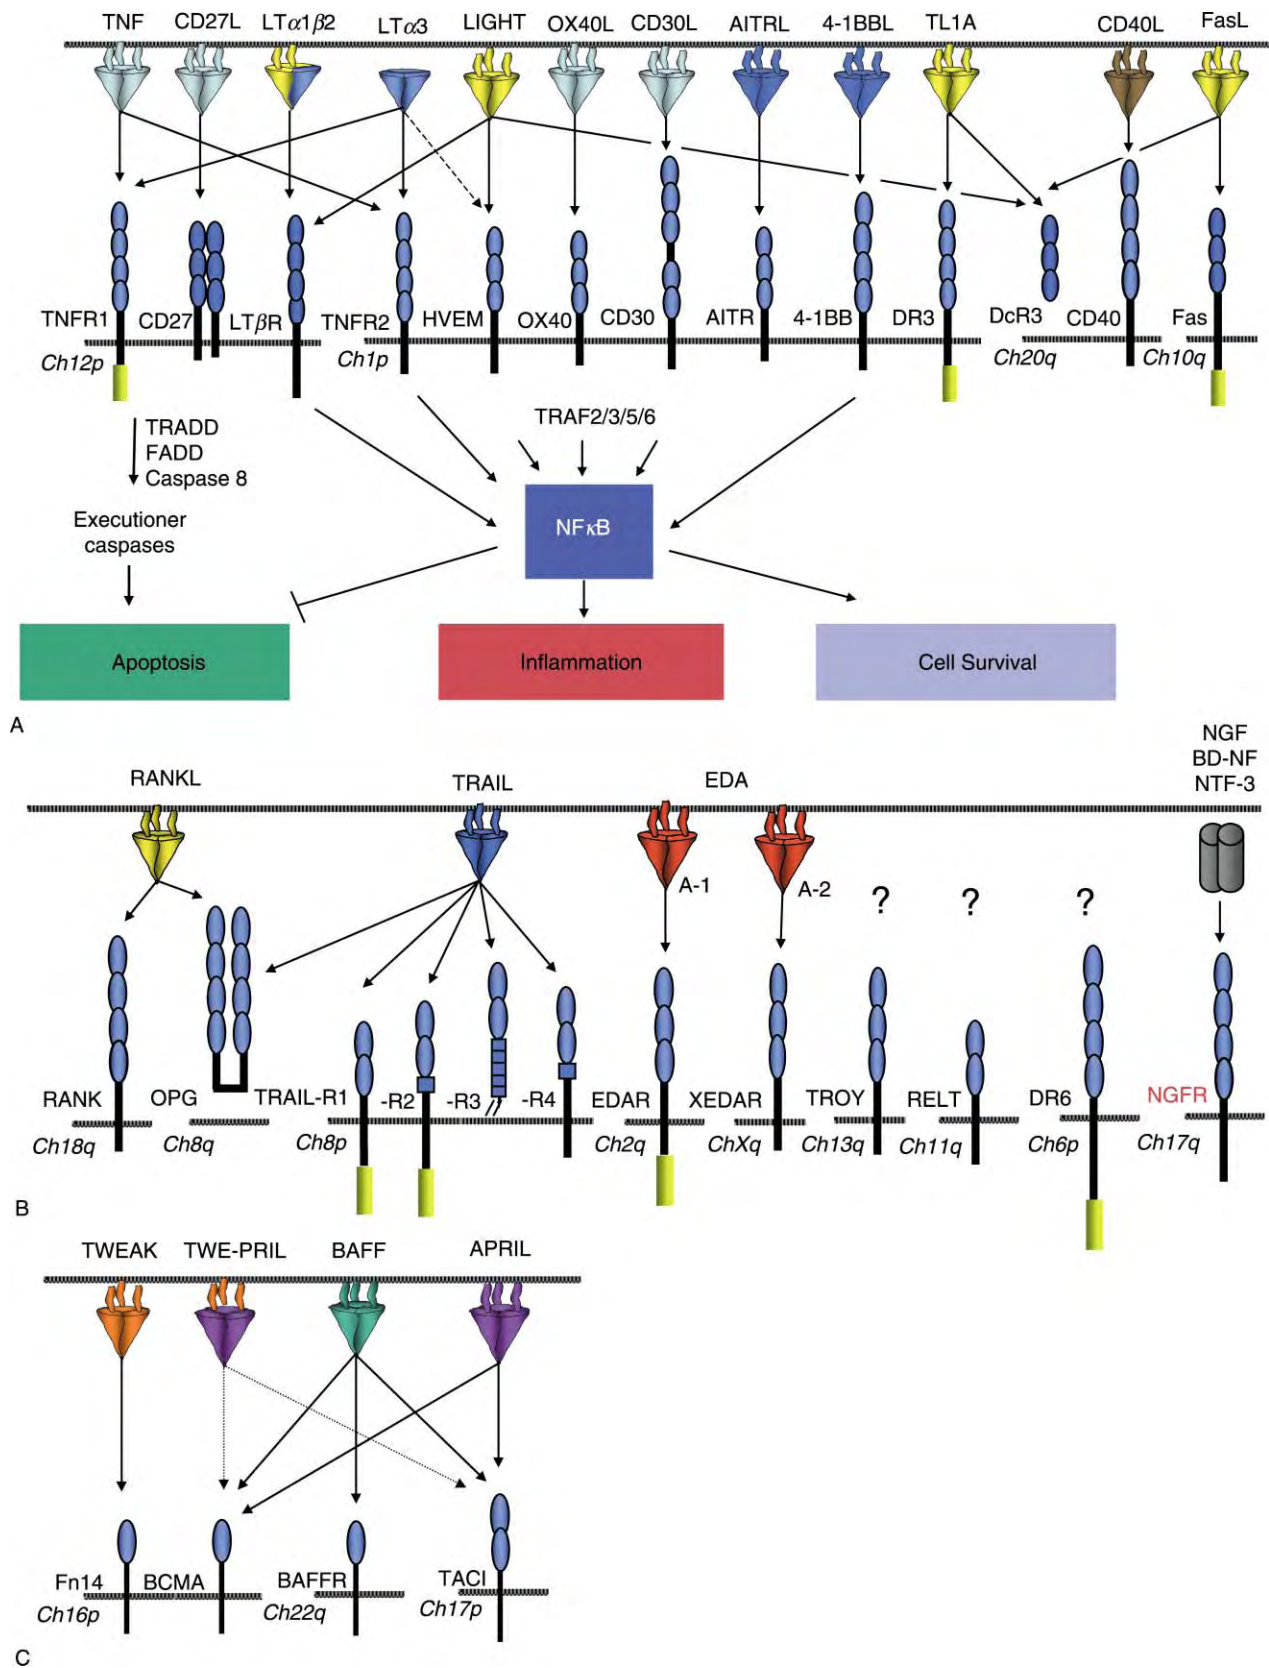 TNF CD27L LTα1β2 LTα3 LIGHT OX40L CD30L AITRL 4-1BBL TL1A CD40L FasL
TNFR1 CD27 LTβR TNFR2 HVEM OX40 CD30 AITR 4-1BB DR3 DcR3 CD40 Fas
Ch12p Ch1p Ch20q Ch10q
TRADD
FADD
Caspase 8
TRAF2/3/5/6
Executioner
caspases
NFκB
Apoptosis Inflammation Cell Survival
A
NGF
BD-NF
NTF-3
RANKL TRAIL EDA
A-1 A-2
? ? ?
RANK OPG TRAIL-R1 -R2 -R3 -R4 EDAR XEDAR TROY RELT DR6 NGFR
Ch18q Ch8q Ch8p Ch2q ChXq Ch13q Ch11q Ch6p Ch17q
B
TWEAK TWE-PRIL BAFF APRIL
Fn14 BCMA BAFFR TACI
Ch16p Ch22q Ch17p
C